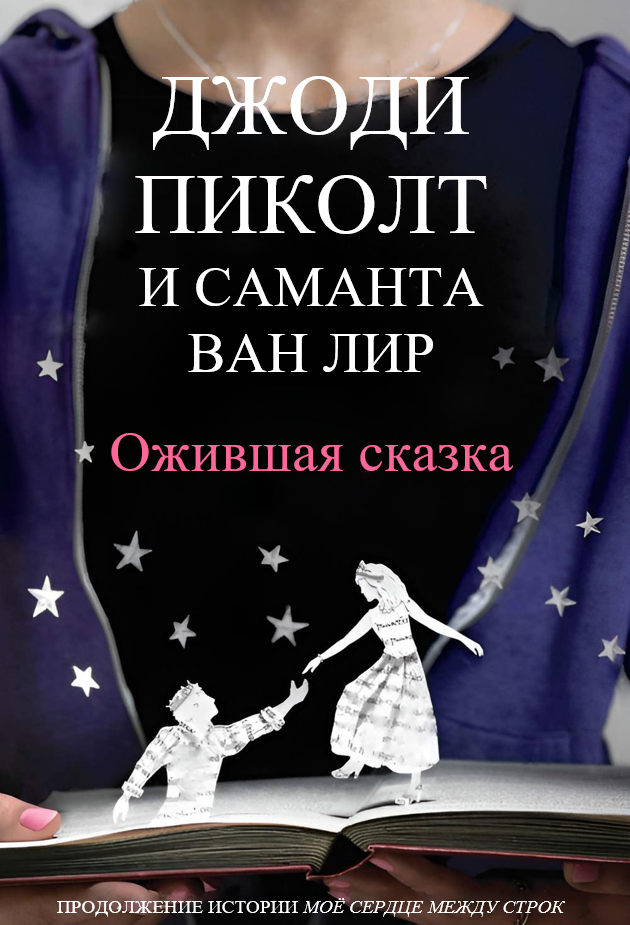 ДЖОДИ
ПИКОЛТ
И САМАНТА
ВАН ЛИР
Ожившая сказка
ПРОДОЛЖЕНИЕ ИСТОРИИ МОЁ СЕРДЦЕ МЕЖДУ СТРОК